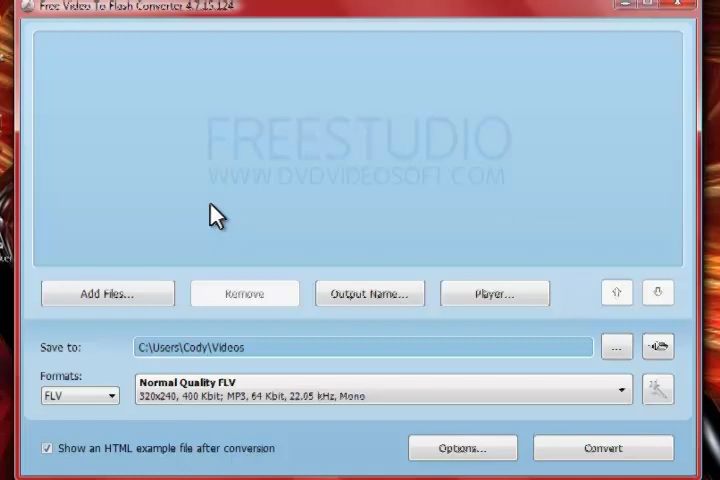 Free Video To Flash Converter 4.7.15.124
FREESTUDIO
WWW.DVDVIDEOSOFT.COM
Add Files...
Remove
Output Name...
Player...
Save to:
C:\Users\Cody\Videos
...
Formats:
FLV
Normal Quality FLV
320x240, 400 Kbit; MP3, 64 Kbit, 22.05 kHz, Mono
Show an HTML example file after conversion
Options...
Convert